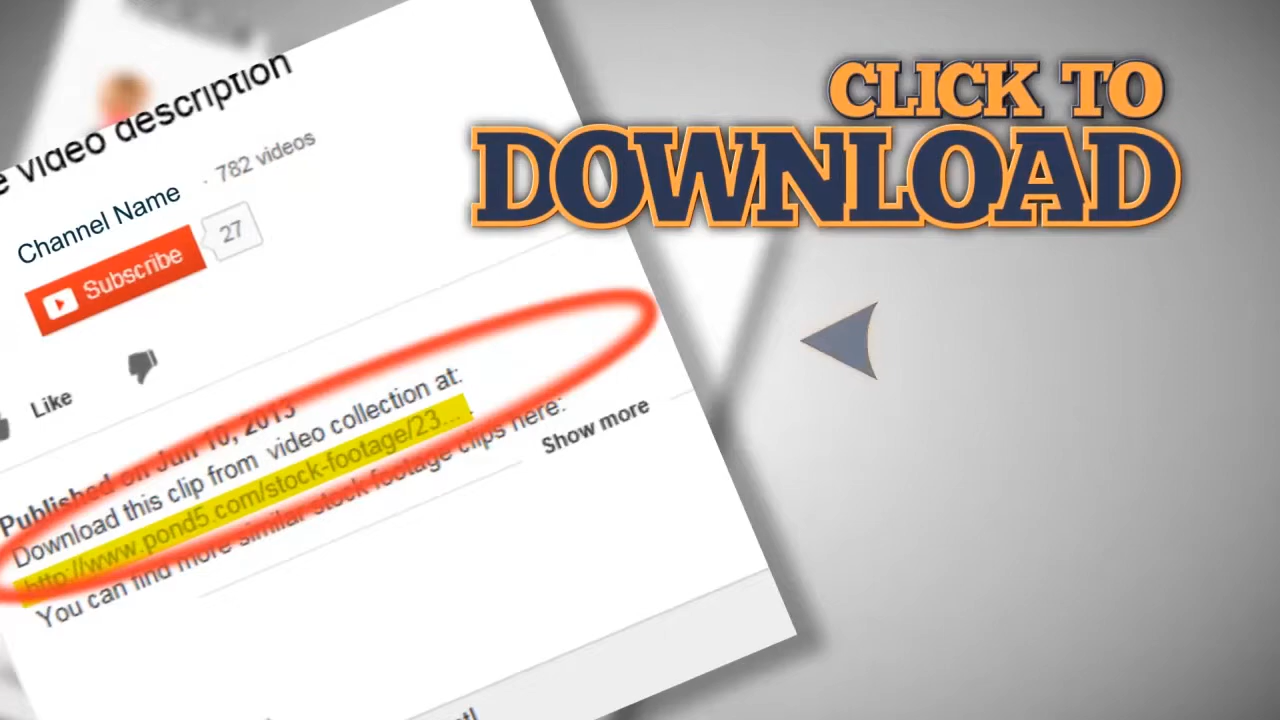 CLICK TO
DOWNLOAD
video description
Channel Name · 782 videos
Subscribe 27
Like
Published on Jun 10, 2013
Download this clip from video collection at:
http://www.pond5.com/stock-footage/23... .
You can find more similar stock footage clips here:
Show more